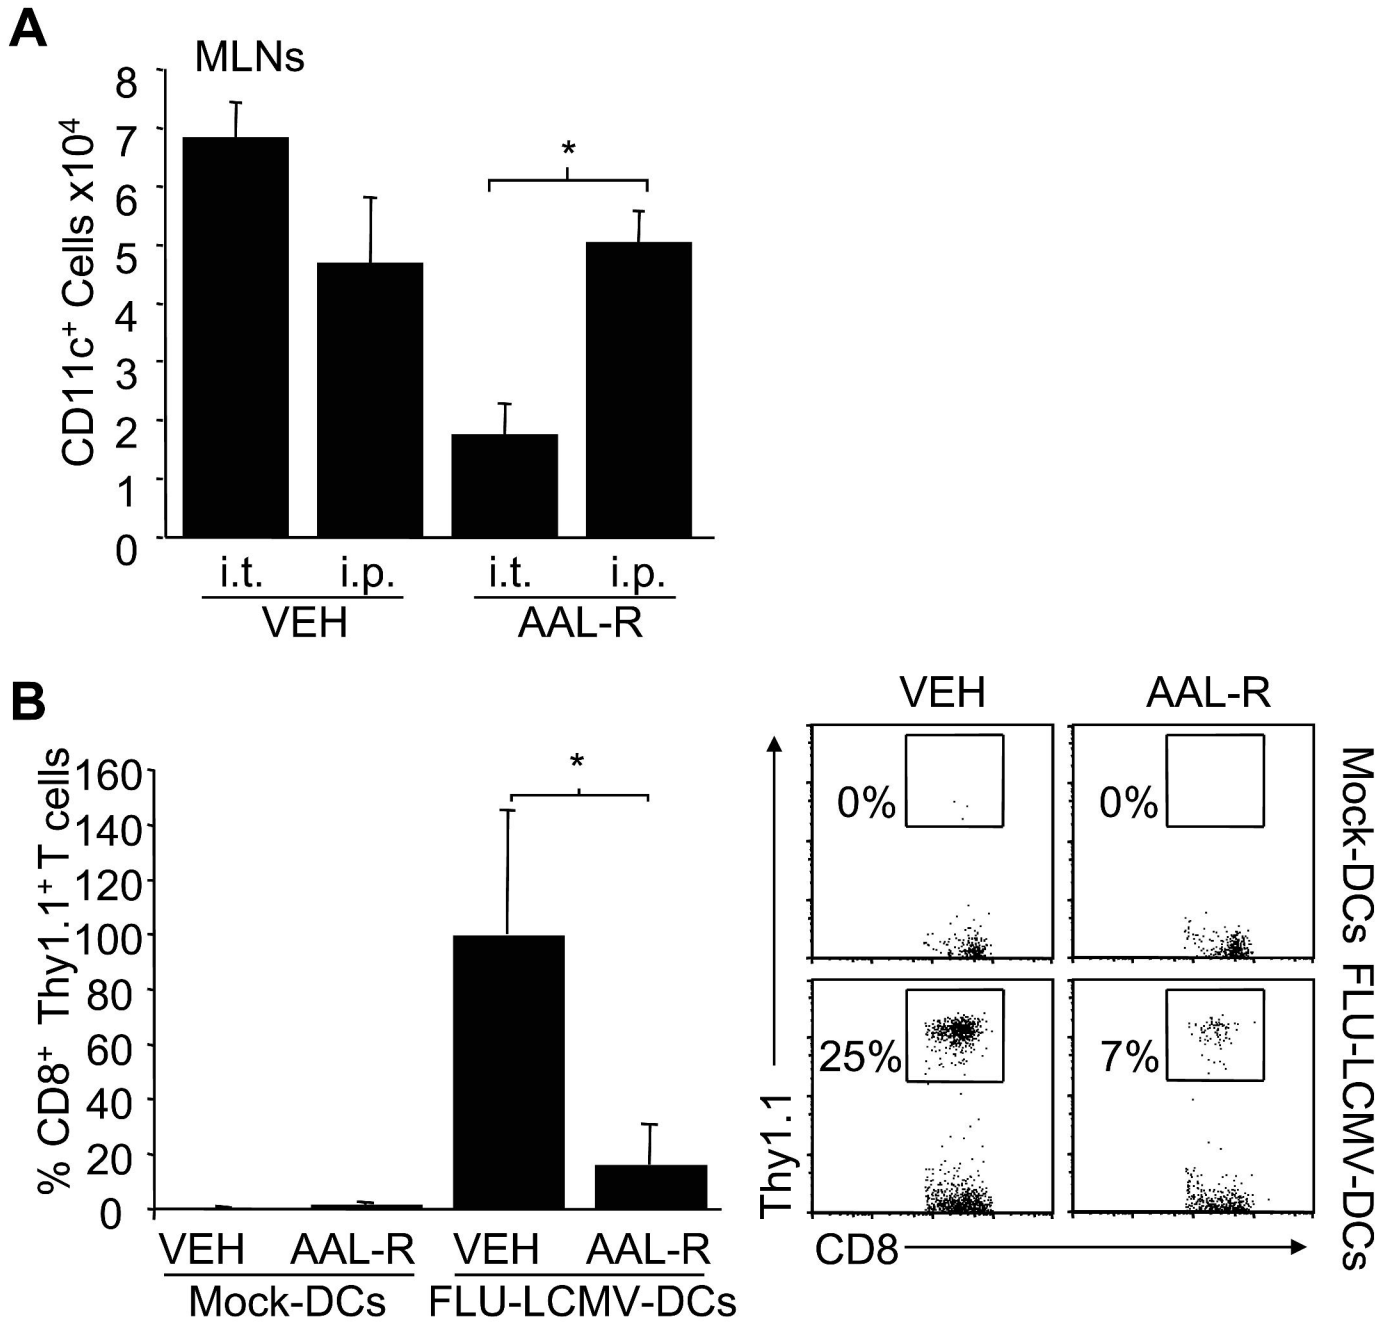 A
MLNs
CD11c⁺ Cells x10⁴
8
7
6
5
4
3
2
1
0
*
i.t. i.p. i.t. i.p.
VEH AAL-R
B
% CD8⁺ Thy1.1⁺ T cells
160
140
120
100
80
60
40
20
0
*
VEH AAL-R VEH AAL-R
Mock-DCs FLU-LCMV-DCs
VEH AAL-R
0% 0%
Mock-DCs
25% 7%
FLU-LCMV-DCs
Thy1.1
CD8